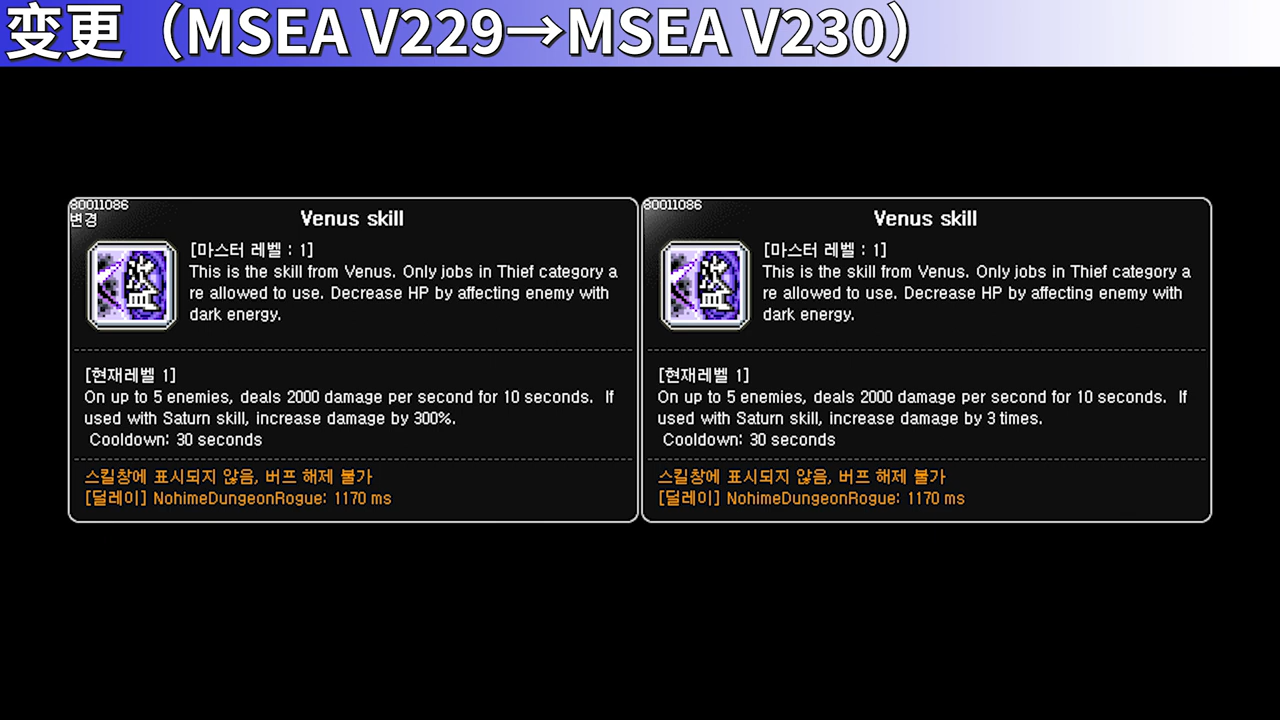 变更（MSEA V229→MSEA V230）
80011086
변경
Venus skill
[마스터 레벨 : 1]
This is the skill from Venus. Only jobs in Thief category a
re allowed to use. Decrease HP by affecting enemy with
dark energy.
[현재레벨 1]
On up to 5 enemies, deals 2000 damage per second for 10 seconds.  If
used with Saturn skill, increase damage by 300%.
Cooldown: 30 seconds
스킬창에 표시되지 않음, 버프 해제 불가
[딜레이] NohimeDungeonRogue: 1170 ms
80011086
Venus skill
[마스터 레벨 : 1]
This is the skill from Venus. Only jobs in Thief category a
re allowed to use. Decrease HP by affecting enemy with
dark energy.
[현재레벨 1]
On up to 5 enemies, deals 2000 damage per second for 10 seconds.  If
used with Saturn skill, increase damage by 3 times.
Cooldown: 30 seconds
스킬창에 표시되지 않음, 버프 해제 불가
[딜레이] NohimeDungeonRogue: 1170 ms